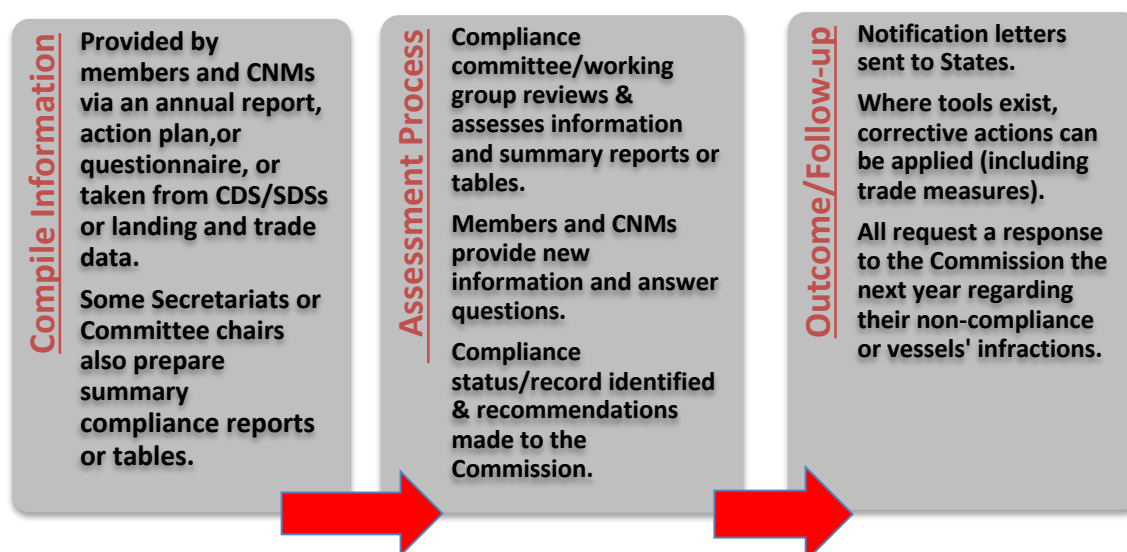 Compile Information
Provided by
members and CNMs
via an annual report,
action plan,or
questionnaire, or
taken from CDS/SDSs
or landing and trade
data.
Some Secretariats or
Committee chairs
also prepare
summary
compliance reports
or tables.
Assessment Process
Compliance
committee/working
group reviews &
assesses information
and summary reports or
tables.
Members and CNMs
provide new
information and answer
questions.
Compliance
status/record identified
& recommendations
made to the
Commission.
Outcome/Follow-up
Notification letters
sent to States.
Where tools exist,
corrective actions can
be applied (including
trade measures).
All request a response
to the Commission the
next year regarding
their non-compliance
or vessels' infractions.